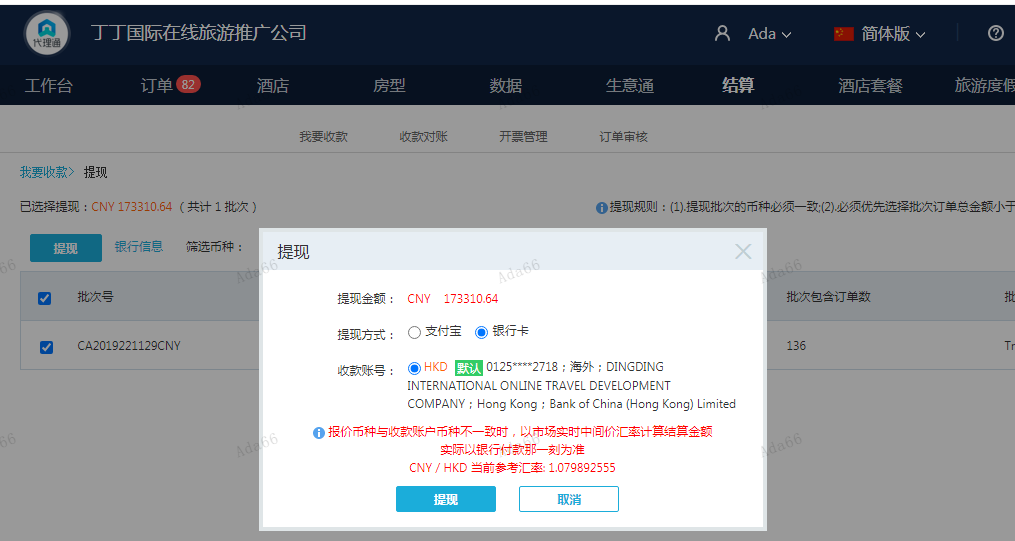 代理通
丁丁国际在线旅游推广公司
Ada
简体版
工作台
订单 82
酒店
房型
数据
生意通
结算
酒店套餐
旅游度假
我要收款
收款对账
开票管理
订单审核
我要收款> 提现
已选择提现：CNY 173310.64（共计 1 批次）
提现规则：(1).提现批次的币种必须一致;(2).必须优先选择批次订单总金额小于
提现
银行信息
筛选币种：
批次号
批次包含订单数
批
CA2019221129CNY
136
Tr
提现
提现金额： CNY 173310.64
提现方式： 支付宝 银行卡
收款账号： HKD 默认 0125****2718；海外；DINGDING
INTERNATIONAL ONLINE TRAVEL DEVELOPMENT
COMPANY；Hong Kong；Bank of China (Hong Kong) Limited
报价币种与收款账户币种不一致时，以市场实时中间价汇率计算结算金额
实际以银行付款那一刻为准
CNY / HKD 当前参考汇率: 1.079892555
提现
取消
Ada66
Ada66
Ada66
Ada66
Ada66